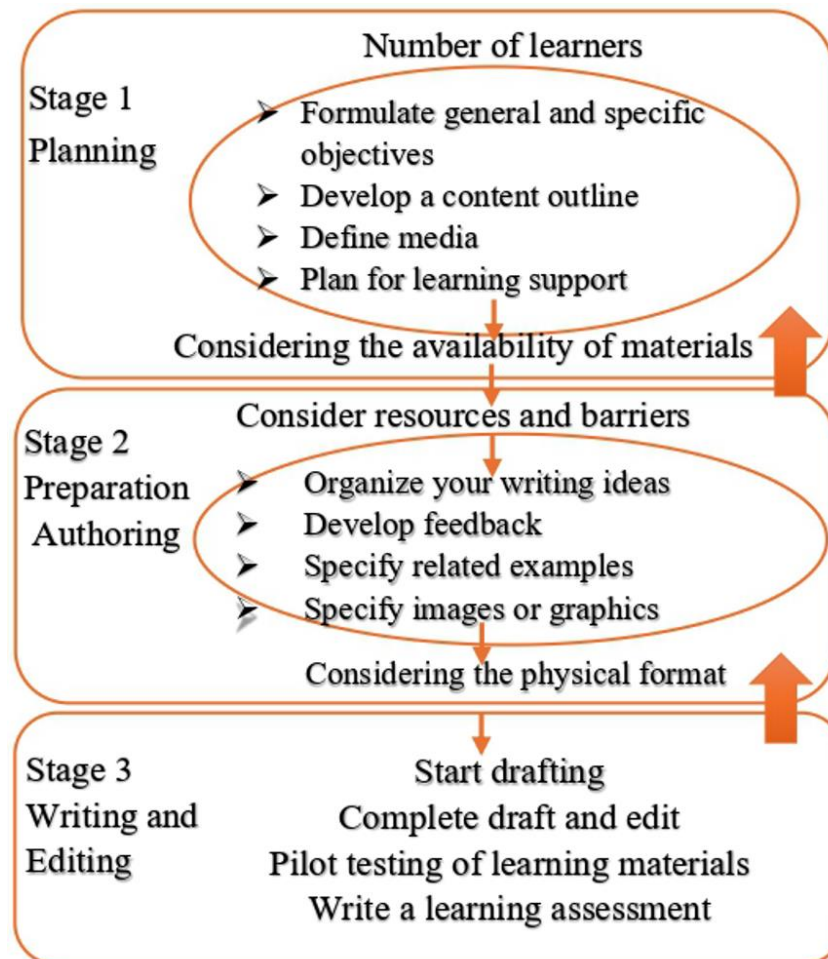 Number of learners
Stage 1
Planning
➢ Formulate general and specific
objectives
➢ Develop a content outline
➢ Define media
➢ Plan for learning support
Considering the availability of materials
Consider resources and barriers
Stage 2
Preparation
Authoring
➢ Organize your writing ideas
➢ Develop feedback
➢ Specify related examples
➢ Specify images or graphics
Considering the physical format
Stage 3
Writing and
Editing
Start drafting
Complete draft and edit
Pilot testing of learning materials
Write a learning assessment